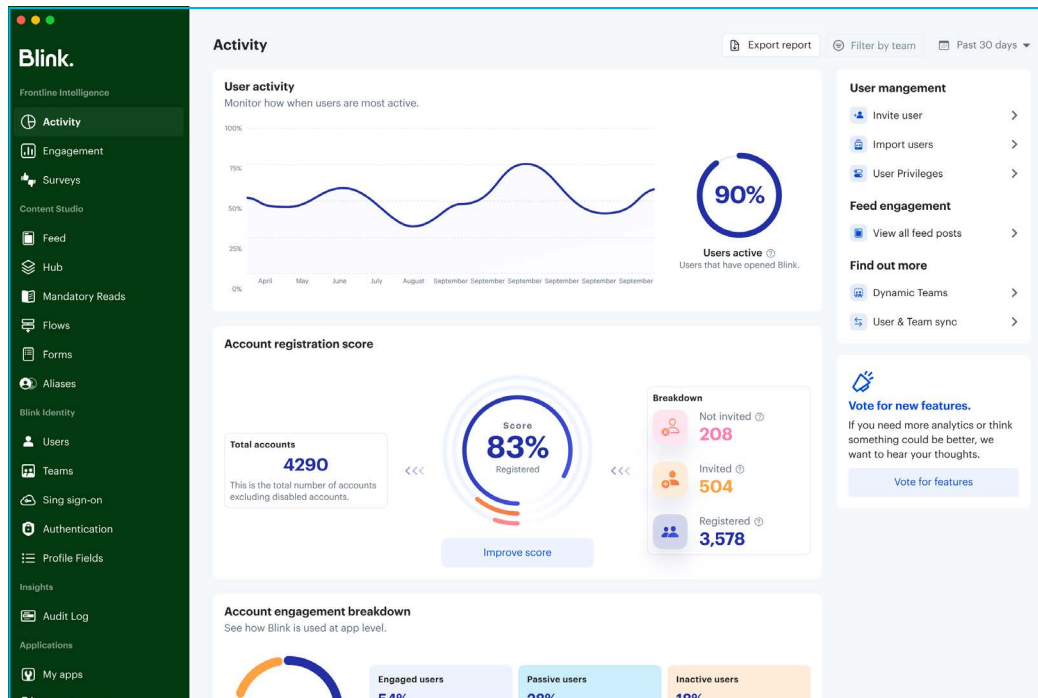 Blink.
Frontline Intelligence
Activity
Engagement
Surveys
Content Studio
Feed
Hub
Mandatory Reads
Flows
Forms
Aliases
Blink Identity
Users
Teams
Sing sign-on
Authentication
Profile Fields
Insights
Audit Log
Applications
My apps
Activity
Export report
Filter by team
Past 30 days
User activity
Monitor how when users are most active.
100%
75%
50%
25%
0%
April May June July August September September September September September September
90%
Users active
Users that have opened Blink.
Account registration score
Total accounts
4290
This is the total number of accounts
excluding disabled accounts.
<<<
Score
83%
Registered
Improve score
<<<
Breakdown
Not invited
208
Invited
504
Registered
3,578
Account engagement breakdown
See how Blink is used at app level.
Engaged users
54%
Passive users
28%
Inactive users
18%
User mangement
Invite user
Import users
User Privileges
Feed engagement
View all feed posts
Find out more
Dynamic Teams
User & Team sync
Vote for new features.
If you need more analytics or think
something could be better, we
want to hear your thoughts.
Vote for features